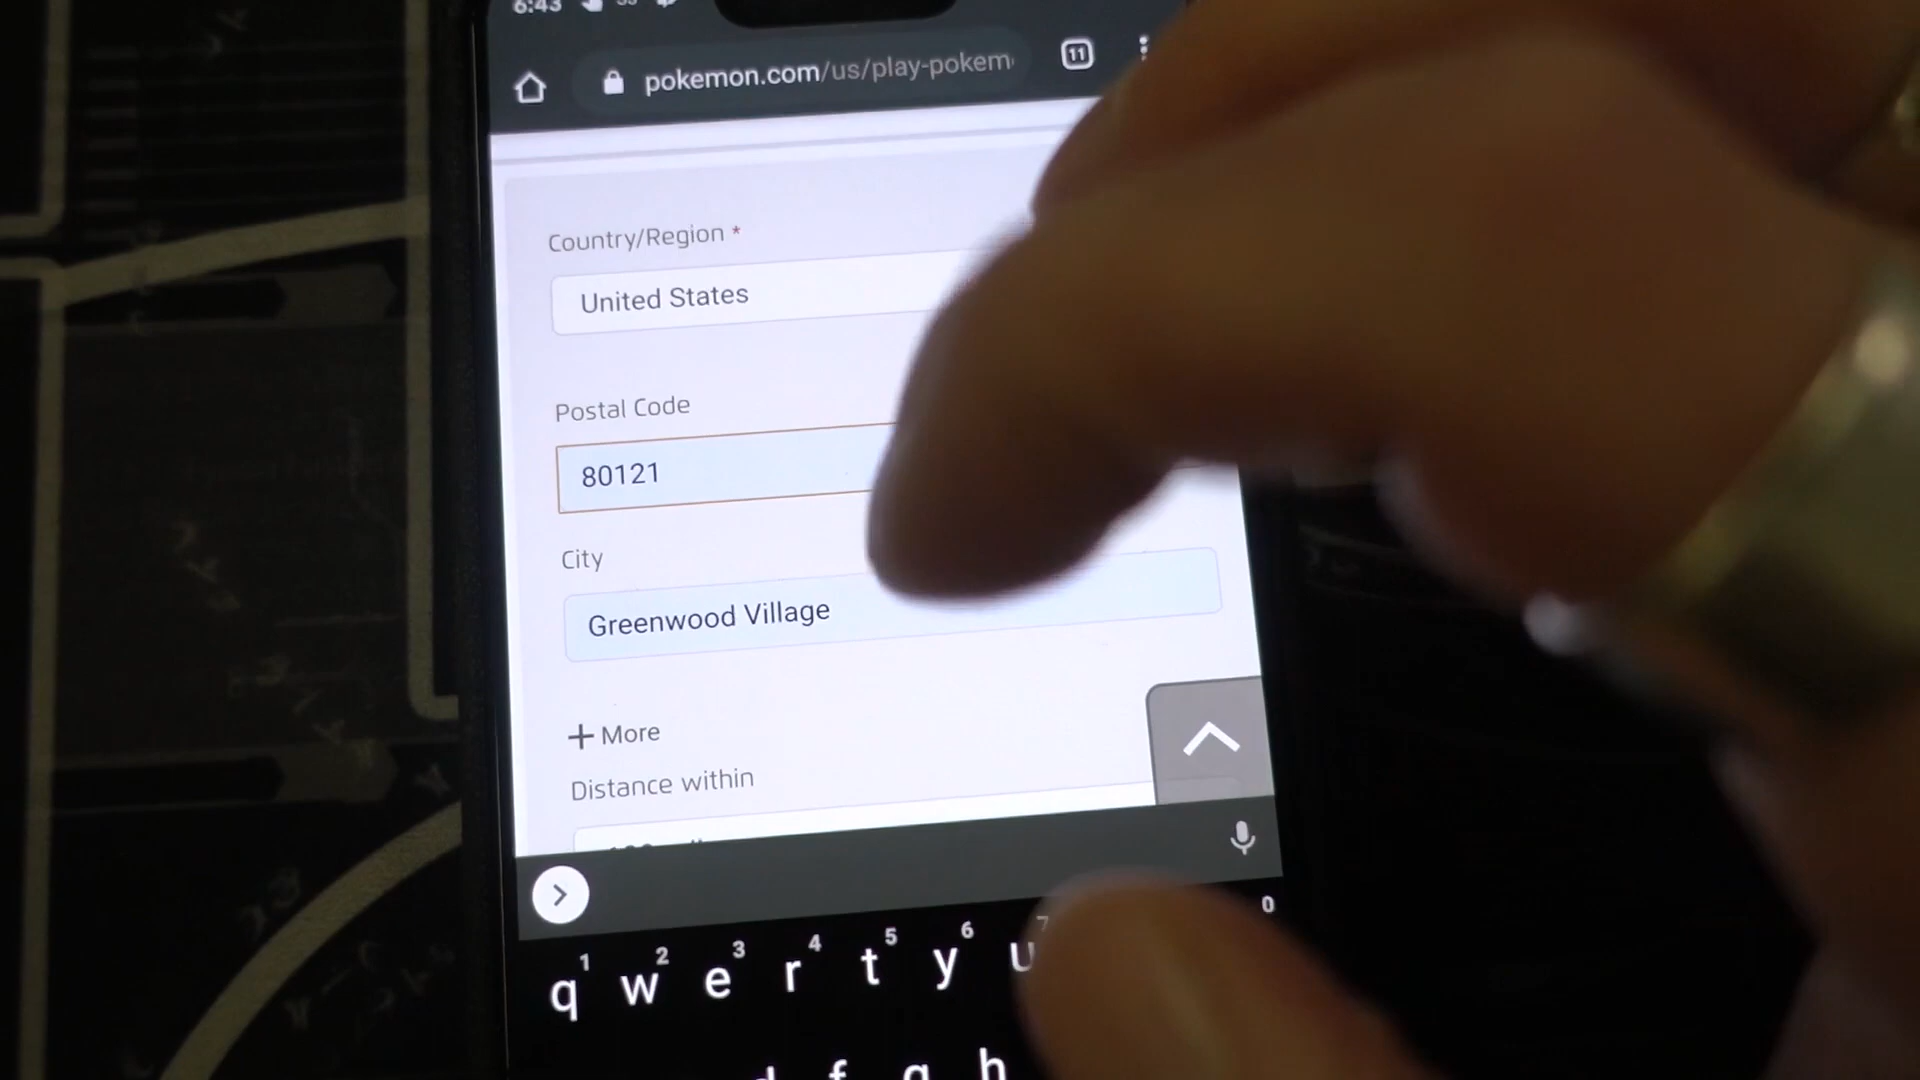 6:43
pokemon.com/us/play-pokem
11
Country/Region *
United States
Postal Code
80121
City
Greenwood Village
+ More
Distance within
0
1 2 3 4 5 6 7
q w e r t y u
d f g h